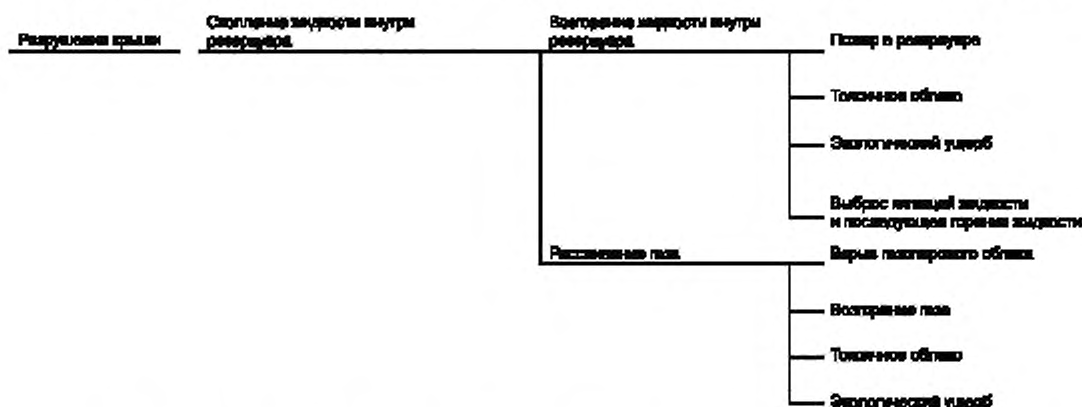 Разрушение крыши
Скопление жидкости внутри
резервуара
Возгорание жидкости внутри
резервуара
Пожар в резервуаре
Токсичное облако
Экологический ущерб
Выброс кипящей жидкости
и последующее горение жидкости
Рассеивание газа
Взрыв газопарового облака
Возгорание газа
Токсичное облако
Экологический ущерб